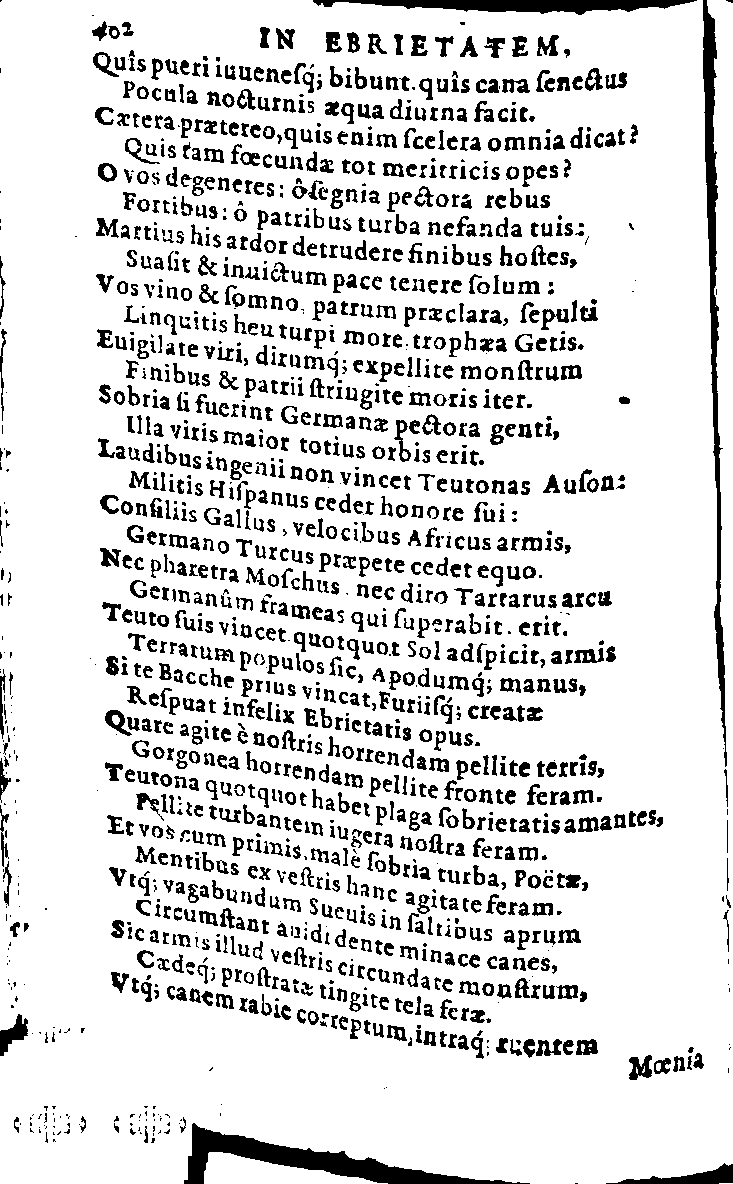 402 IN EBRIETATEM.
Quîs pueri iuuenesq́; bibunt. quîs cana senectus
Pocula nocturnis æqua diurna facit.
Cætera prætereo, quis enim scelera omnia dicat?
Quis tam fœcundæ tot meritricis opes?
O vos degeneres: ô segnia pectora rebus
Fortibus: ô patribus turba nefanda tuis:
Martius his ardor detrudere finibus hostes,
Suasit & inuictum pace tenere solum:
Vos vino & somno, patrum præclara, sepulti
Linquitis heu turpi more trophæa Getis.
Euigilate viri, dirumq́; expellite monstrum
Finibus & patrii stringite moris iter.
Sobria si fuerint Germanæ pectora genti,
Illa viris maior totius orbis erit.
Laudibus ingenii non vincet Teutonas Auson:
Militis Hispanus cedet honore sui:
Consiliis Gallus, velocibus Africus armis,
Germano Turcus præpete cedet equo.
Nec pharetra Moschus. nec diro Tartarus arcu
Germanûm frameas qui superabit. erit.
Teuto suis vincet quotquot Sol adspicit, armis
Terrarum populos sic, Apodumq́; manus,
Si te Bacche prius vincat, Furiisq́; creatæ
Respuat infelix Ebrietatis opus.
Quare agite è nostris horrendam pellite terris,
Gorgonea horrendam pellite fronte feram.
Teutona quotquot habet plaga sobrietatis amantes,
Pellite turbantem iugera nostra feram.
Et vos cum primis, malè sobria turba, Poëtæ,
Mentibus ex vestris hanc agitate feram.
Vtq́; vagabundum Sueuis in saltibus aprum
Circumstant auidi dente minace canes,
Sic armis illud vestris circundate monstrum,
Cædeq́; prostratæ tingite tela feræ.
Vtq́; canem rabie correptum, intraq́; ruentem
Mœnia